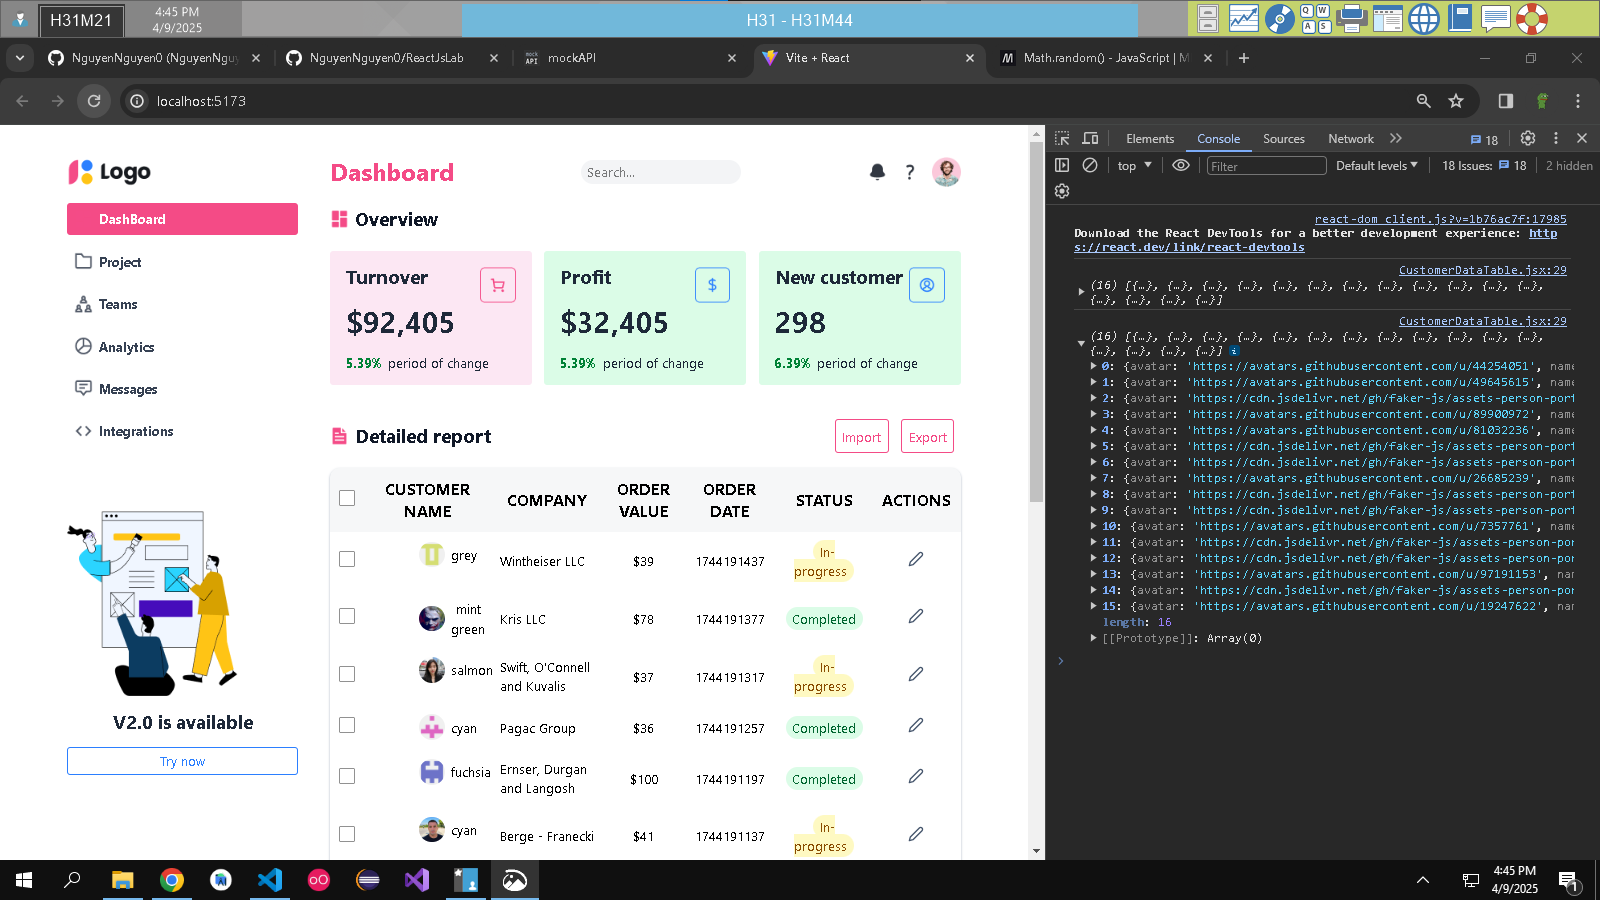 H31M21
4:45 PM
4/9/2025
H31 - H31M44
Q W
A S
NguyenNguyen0 (NguyenNguy
NguyenNguyen0/ReactJsLab
mock API
mockAPI
Vite + React
Math.random() - JavaScript | M
localhost:5173
Logo
DashBoard
Project
Teams
Analytics
Messages
Integrations
V2.0 is available
Try now
Dashboard
Search...
?
Overview
Turnover
$92,405
5.39% period of change
Profit
$
$32,405
5.39% period of change
New customer
298
6.39% period of change
Detailed report
Import
Export
CUSTOMER NAME COMPANY ORDER VALUE ORDER DATE STATUS ACTIONS
grey Wintheiser LLC $39 1744191437 In-progress
mint green Kris LLC $78 1744191377 Completed
salmon Swift, O'Connell and Kuvalis $37 1744191317 In-progress
cyan Pagac Group $36 1744191257 Completed
fuchsia Ernser, Durgan and Langosh $100 1744191197 Completed
cyan Berge - Franecki $41 1744191137 In-progress
Elements Console Sources Network 18
top Filter Default levels 18 Issues: 18 2 hidden
react-dom_client.js?v=1b76ac7f:17985
Download the React DevTools for a better development experience: http
s://react.dev/link/react-devtools
CustomerDataTable.jsx:29
(16) [{…}, {…}, {…}, {…}, {…}, {…}, {…}, {…}, {…}, {…}, {…}, {…},
{…}, {…}, {…}, {…}]
CustomerDataTable.jsx:29
(16) [{…}, {…}, {…}, {…}, {…}, {…}, {…}, {…}, {…}, {…}, {…}, {…},
{…}, {…}, {…}, {…}] i
0: {avatar: 'https://avatars.githubusercontent.com/u/44254051', name
1: {avatar: 'https://avatars.githubusercontent.com/u/49645615', name
2: {avatar: 'https://cdn.jsdelivr.net/gh/faker-js/assets-person-port
3: {avatar: 'https://avatars.githubusercontent.com/u/89900972', name
4: {avatar: 'https://avatars.githubusercontent.com/u/81032236', name
5: {avatar: 'https://cdn.jsdelivr.net/gh/faker-js/assets-person-port
6: {avatar: 'https://cdn.jsdelivr.net/gh/faker-js/assets-person-port
7: {avatar: 'https://avatars.githubusercontent.com/u/26685239', name
8: {avatar: 'https://cdn.jsdelivr.net/gh/faker-js/assets-person-port
9: {avatar: 'https://cdn.jsdelivr.net/gh/faker-js/assets-person-port
10: {avatar: 'https://avatars.githubusercontent.com/u/7357761', nam
11: {avatar: 'https://cdn.jsdelivr.net/gh/faker-js/assets-person-por
12: {avatar: 'https://cdn.jsdelivr.net/gh/faker-js/assets-person-por
13: {avatar: 'https://avatars.githubusercontent.com/u/97191153', nam
14: {avatar: 'https://cdn.jsdelivr.net/gh/faker-js/assets-person-por
15: {avatar: 'https://avatars.githubusercontent.com/u/19247622', nam
length: 16
[[Prototype]]: Array(0)
4:45 PM
4/9/2025
1